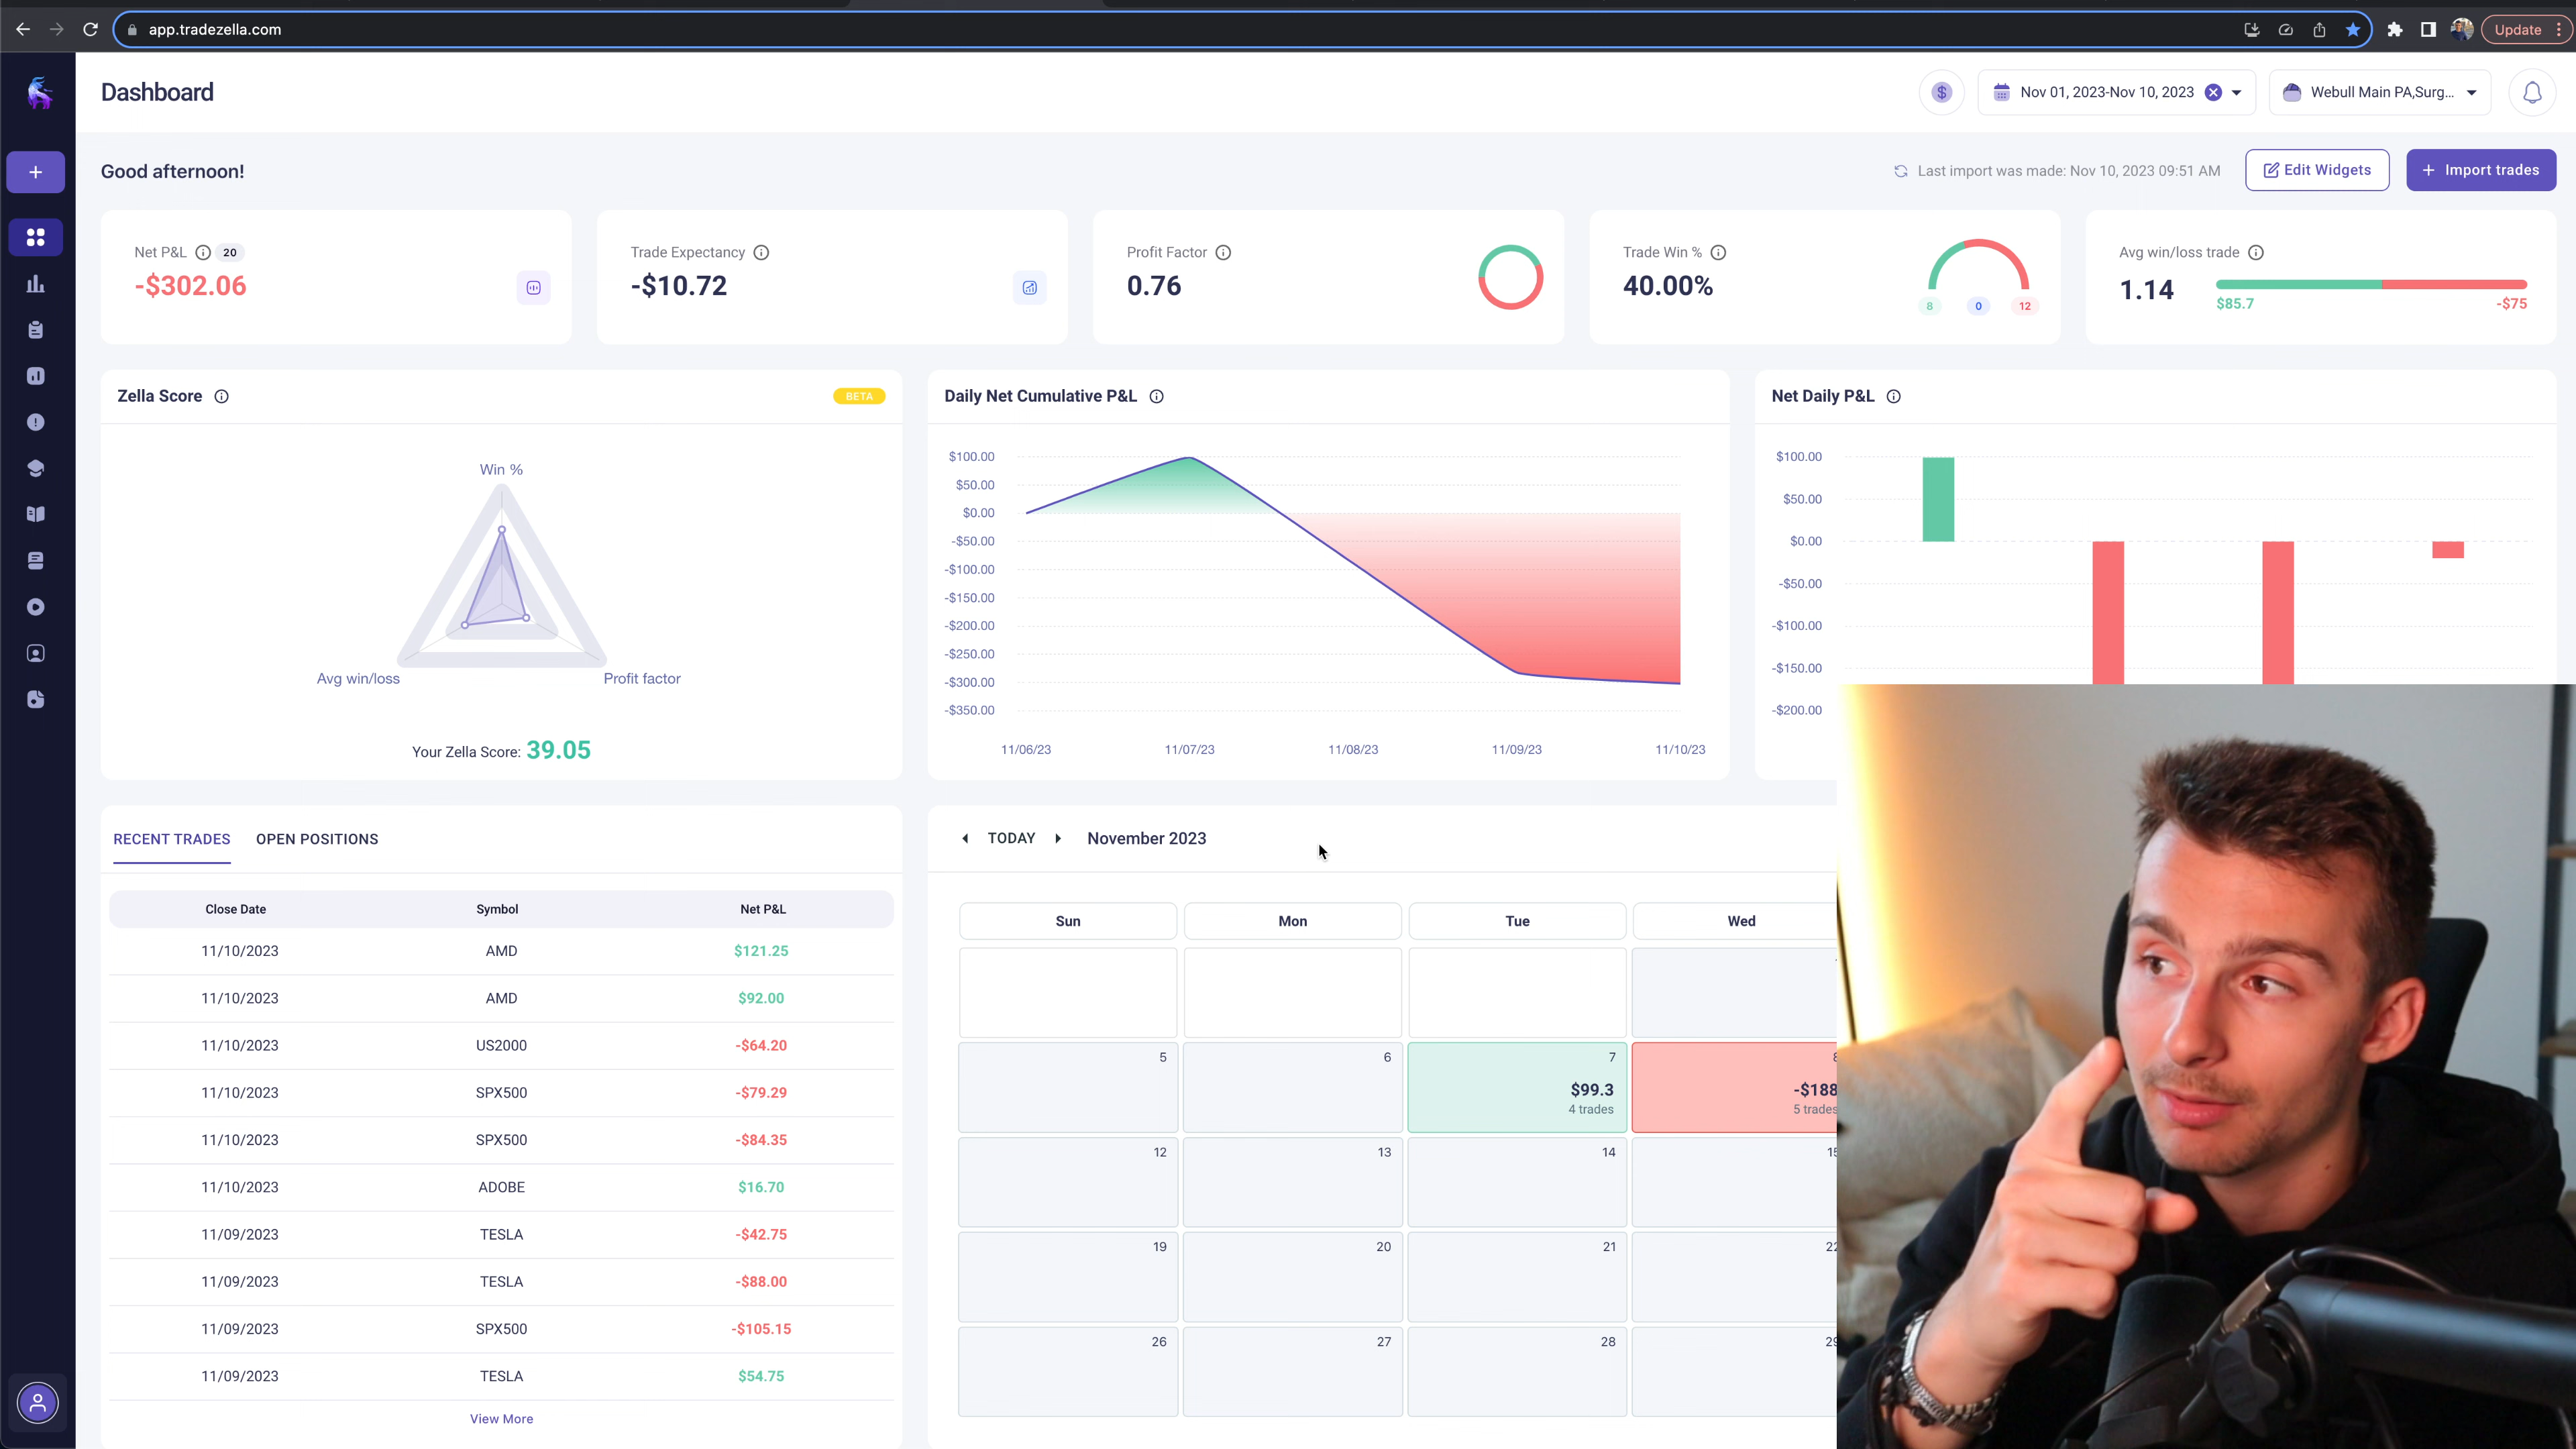 app.tradezella.com
Update
Dashboard
$
Nov 01, 2023-Nov 10, 2023
Webull Main PA,Surg...
Good afternoon!
Last import was made: Nov 10, 2023 09:51 AM
Edit Widgets
+ Import trades
+
Net P&L 20
-$302.06
Trade Expectancy
-$10.72
Profit Factor
0.76
Trade Win %
40.00%
8 0 12
Avg win/loss trade
1.14
$85.7 -$75
Zella Score
BETA
Win %
Avg win/loss
Profit factor
Your Zella Score: 39.05
Daily Net Cumulative P&L
$100.00
$50.00
$0.00
-$50.00
-$100.00
-$150.00
-$200.00
-$250.00
-$300.00
-$350.00
11/06/23 11/07/23 11/08/23 11/09/23 11/10/23
Net Daily P&L
$100.00
$50.00
$0.00
-$50.00
-$100.00
-$150.00
-$200.00
RECENT TRADES OPEN POSITIONS
Close Date Symbol Net P&L
11/10/2023 AMD $121.25
11/10/2023 AMD $92.00
11/10/2023 US2000 -$64.20
11/10/2023 SPX500 -$79.29
11/10/2023 SPX500 -$84.35
11/10/2023 ADOBE $16.70
11/09/2023 TESLA -$42.75
11/09/2023 TESLA -$88.00
11/09/2023 SPX500 -$105.15
11/09/2023 TESLA $54.75
View More
TODAY November 2023
Sun Mon Tue Wed
5 6 7 8
$99.3 -$188
4 trades 5 trades
12 13 14 15
19 20 21 22
26 27 28 29